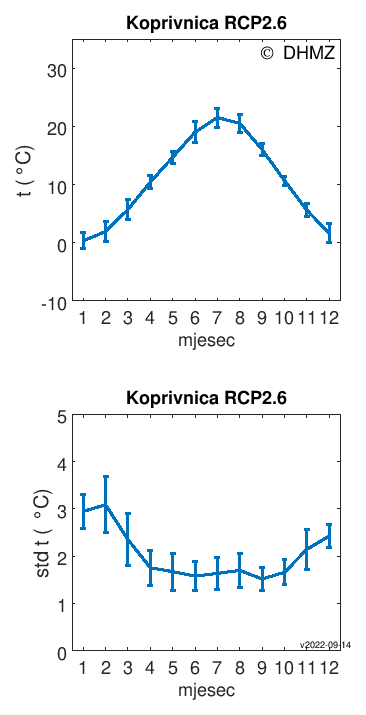 Koprivnica RCP2.6
© DHMZ
30
20
10
0
-10
t ( °C)
1 2 3 4 5 6 7 8 9 10 11 12
mjesec
Koprivnica RCP2.6
5
4
3
2
1
0
std t ( °C)
v2022-09-14
1 2 3 4 5 6 7 8 9 10 11 12
mjesec